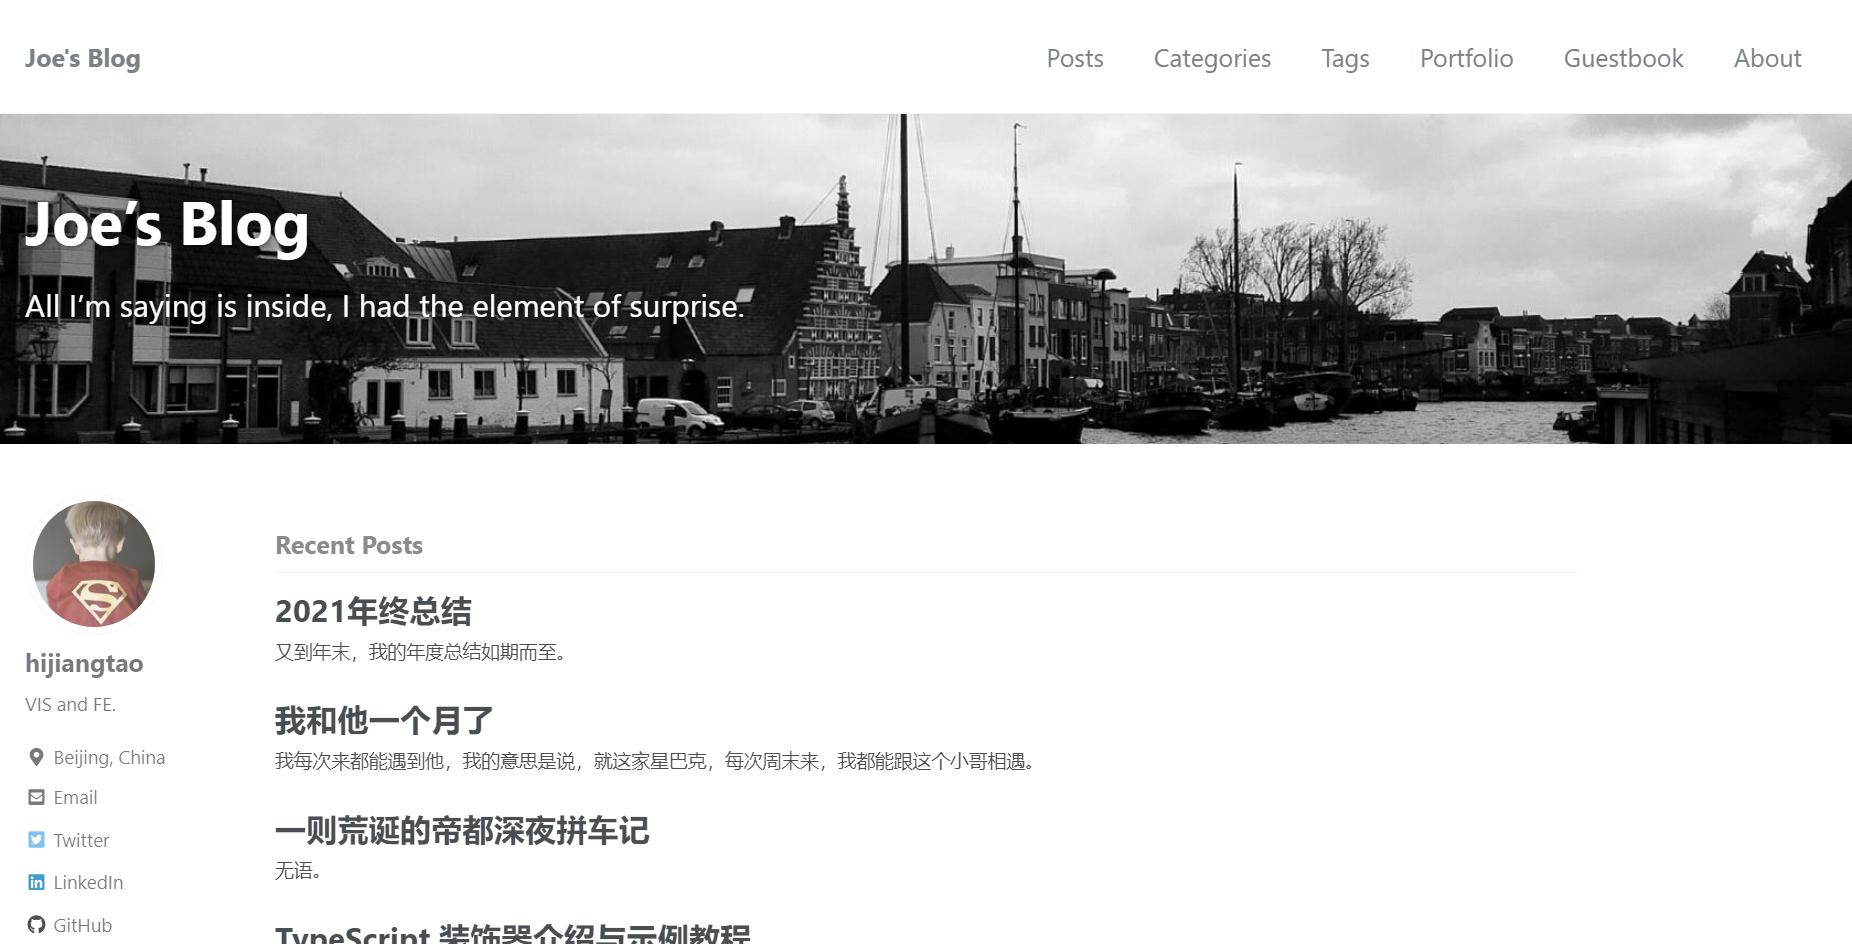 Joe's Blog
Posts
Categories
Tags
Portfolio
Guestbook
About
Joe’s Blog
All I’m saying is inside, I had the element of surprise.
hijiangtao
VIS and FE.
Beijing, China
Email
Twitter
LinkedIn
GitHub
Recent Posts
2021年终总结
又到年末，我的年度总结如期而至。
我和他一个月了
我每次来都能遇到他，我的意思是说，就这家星巴克，每次周末来，我都能跟这个小哥相遇。
一则荒诞的帝都深夜拼车记
无语。
TypeScript 装饰器介绍与示例教程